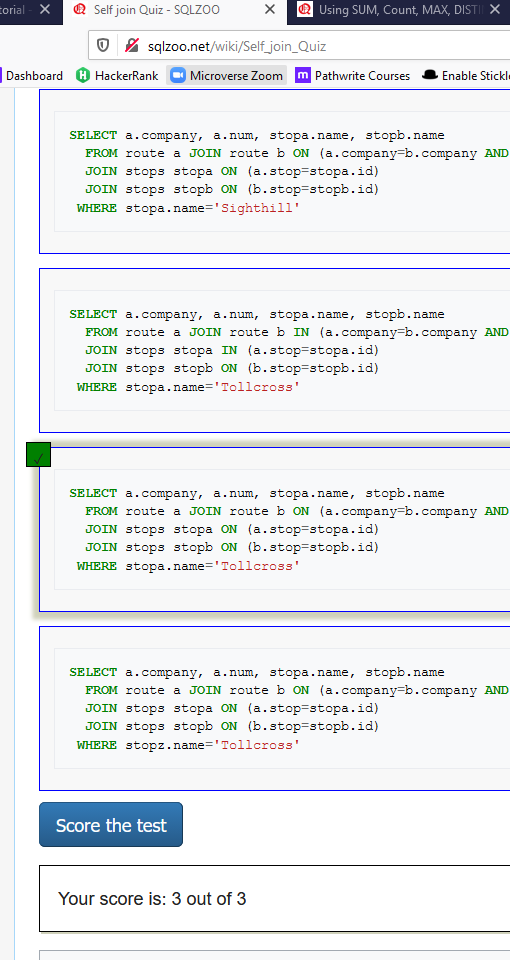 torial - ✕ Self join Quiz - SQLZOO ✕ Using SUM, Count, MAX, DISTI ✕
sqlzoo.net/wiki/Self_join_Quiz
Dashboard HackerRank Microverse Zoom Pathwrite Courses Enable Stickle
SELECT a.company, a.num, stopa.name, stopb.name
FROM route a JOIN route b ON (a.company=b.company AND
JOIN stops stopa ON (a.stop=stopa.id)
JOIN stops stopb ON (b.stop=stopb.id)
WHERE stopa.name='Sighthill'
SELECT a.company, a.num, stopa.name, stopb.name
FROM route a JOIN route b IN (a.company=b.company AND
JOIN stops stopa IN (a.stop=stopa.id)
JOIN stops stopb ON (b.stop=stopb.id)
WHERE stopa.name='Tollcross'
SELECT a.company, a.num, stopa.name, stopb.name
FROM route a JOIN route b ON (a.company=b.company AND
JOIN stops stopa ON (a.stop=stopa.id)
JOIN stops stopb ON (b.stop=stopb.id)
WHERE stopa.name='Tollcross'
SELECT a.company, a.num, stopa.name, stopb.name
FROM route a JOIN route b ON (a.company=b.company AND
JOIN stops stopa ON (a.stop=stopa.id)
JOIN stops stopb ON (b.stop=stopb.id)
WHERE stopz.name='Tollcross'
Score the test
Your score is: 3 out of 3